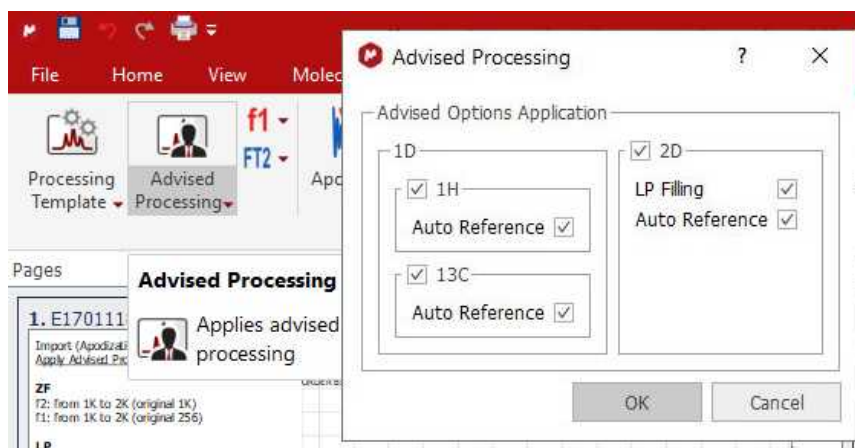 Advised Processing
?
File Home View Molec
Advised Options Application
1D
2D
f1
FT2
1H
LP Filling
Processing
Template
Advised
Processing
Apo
Auto Reference
Auto Reference
13C
Pages
Advised Processing
Auto Reference
1. E170111
Applies advised
processing
Import (Apodizati
Apply Advised Pro
ZF
f2: from 1K to 2K (original 1K)
f1: from 1K to 2K (original 256)
OK
Cancel
LP